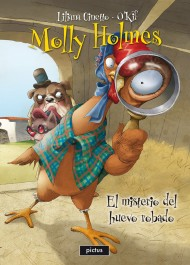 Liliana Cinetto - O'Kif
Molly Holmes
El misterio del
huevo robado
pictus